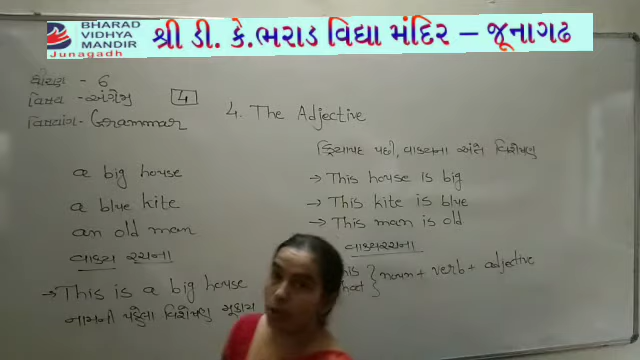 BHARAD
VIDHYA
MANDIR
Junagadh
શ્રી ડી. કે.ભરાડ વિદ્યા મંદિર – જૂનાગઢ
ધોરણ - 6
વિષય - અંગ્રેજી
4
વિષયાંગ - Grammar
4. The Adjective
ક્રિયાપદ પછી, વાક્યના અંતે વિશેષણ
a big house
→ This house is big
a blue kite
→ This kite is blue
an old man
→ This man is old
વાક્ય રચના
વાક્યરચના
noun + verb + adjective
→ This is a big house
નામની પહેલા વિશેષણ મૂકાય